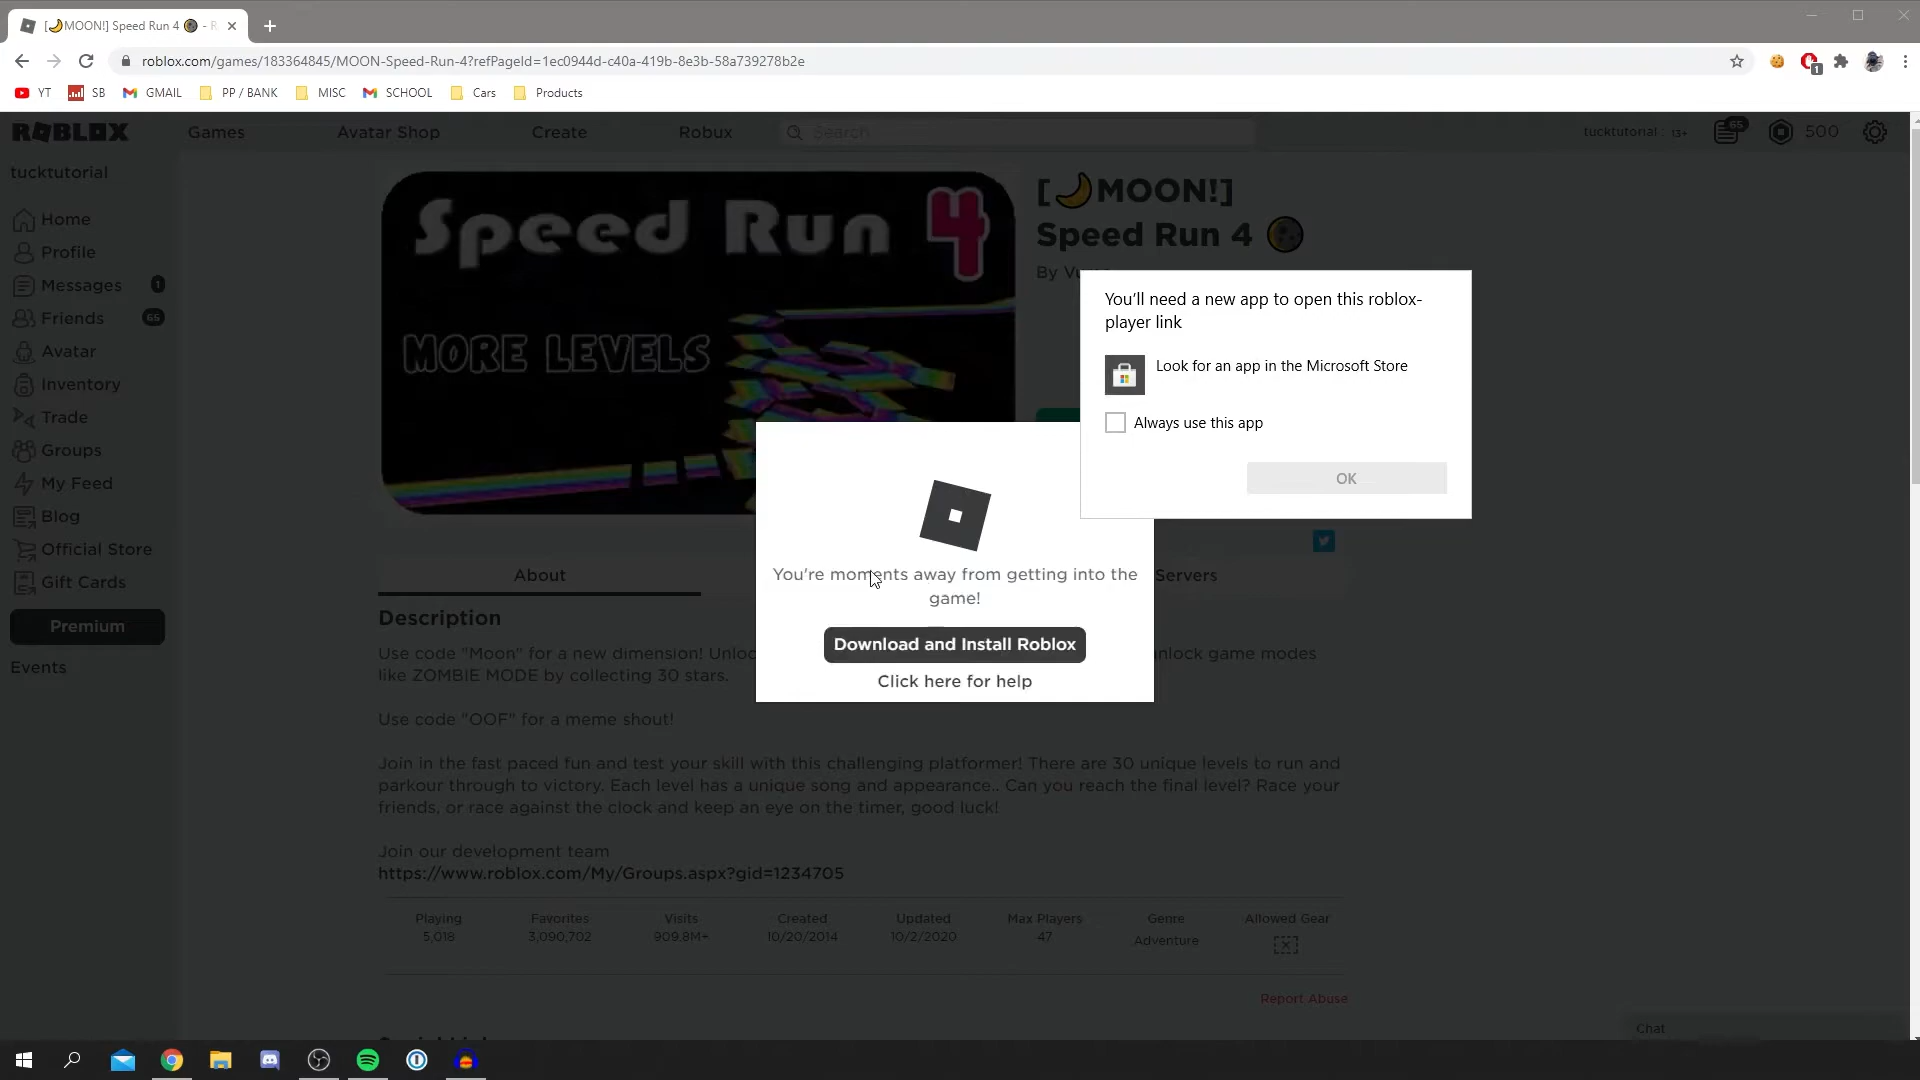 [🌙MOON!] Speed Run 4 🌑 - R
roblox.com/games/183364845/MOON-Speed-Run-4?refPageId=1ec0944d-c40a-419b-8e3b-58a739278b2e
1
YT
SB
GMAIL
PP / BANK
MISC
SCHOOL
Cars
Products
ROBLOX
Games
Avatar Shop
Create
Robux
Search
tucktutorial : 13+
65
500
tucktutorial
Home
Profile
Messages 1
Friends 65
Avatar
Inventory
Trade
Groups
My Feed
Blog
Official Store
Gift Cards
Premium
Events
Speed Run 4
MORE LEVELS
[🌙MOON!]
Speed Run 4 🌑
By
You'll need a new app to open this roblox-
player link
Look for an app in the Microsoft Store
Always use this app
OK
You're moments away from getting into the
game!
Download and Install Roblox
Click here for help
About
Servers
Description
Use code "Moon" for a new dimension! nlock game modes
like ZOMBIE MODE by collecting 30 stars.
Use code "OOF" for a meme shout!
Join in the fast paced fun and test your skill with this challenging platformer! There are 30 unique levels to run and
parkour through to victory. Each level has a unique song and appearance.. Can you reach the final level? Race your
friends, or race against the clock and keep an eye on the timer, good luck!
Join our development team
https://www.roblox.com/My/Groups.aspx?gid=1234705
Playing
Favorites
Visits
Created
Updated
Max Players
Genre
Allowed Gear
5,018
3,090,702
909.8M+
10/20/2014
10/2/2020
47
Adventure
Report Abuse
Chat